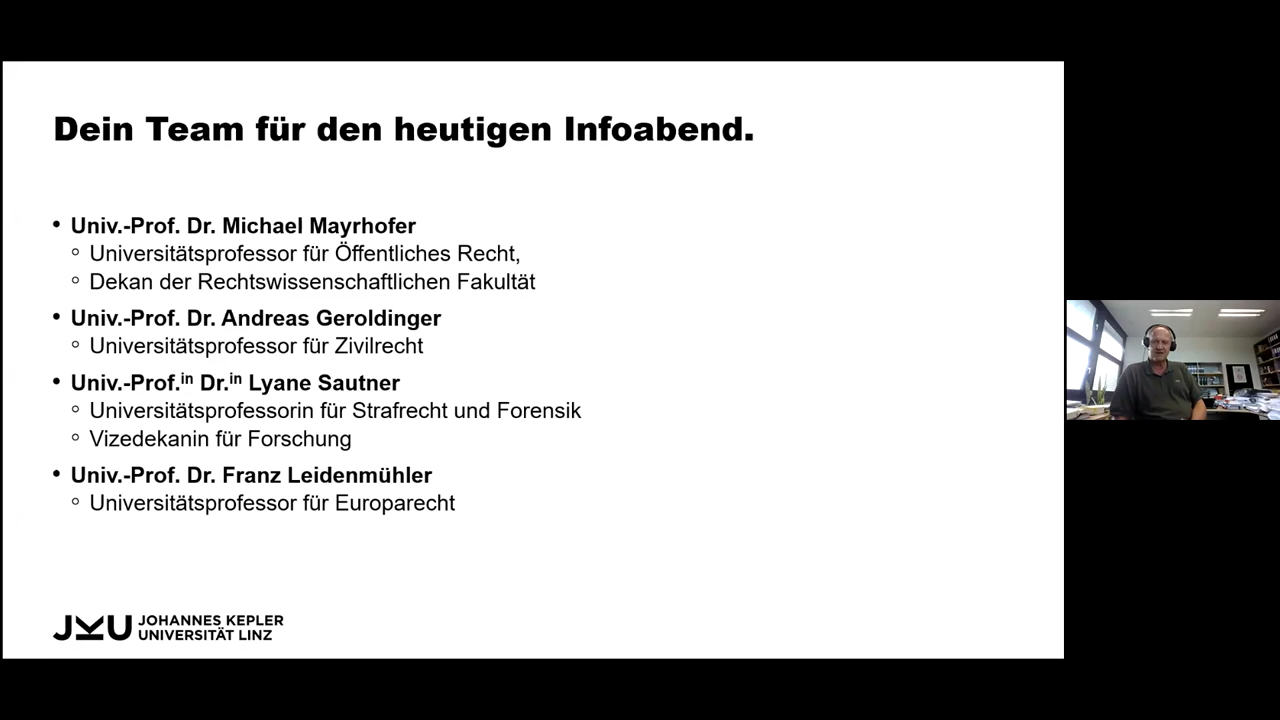 Dein Team für den heutigen Infoabend.
• Univ.-Prof. Dr. Michael Mayrhofer
◦ Universitätsprofessor für Öffentliches Recht,
◦ Dekan der Rechtswissenschaftlichen Fakultät
• Univ.-Prof. Dr. Andreas Geroldinger
◦ Universitätsprofessor für Zivilrecht
• Univ.-Prof.ⁱⁿ Dr.ⁱⁿ Lyane Sautner
◦ Universitätsprofessorin für Strafrecht und Forensik
◦ Vizedekanin für Forschung
• Univ.-Prof. Dr. Franz Leidenmühler
◦ Universitätsprofessor für Europarecht
JKU JOHANNES KEPLER
UNIVERSITÄT LINZ